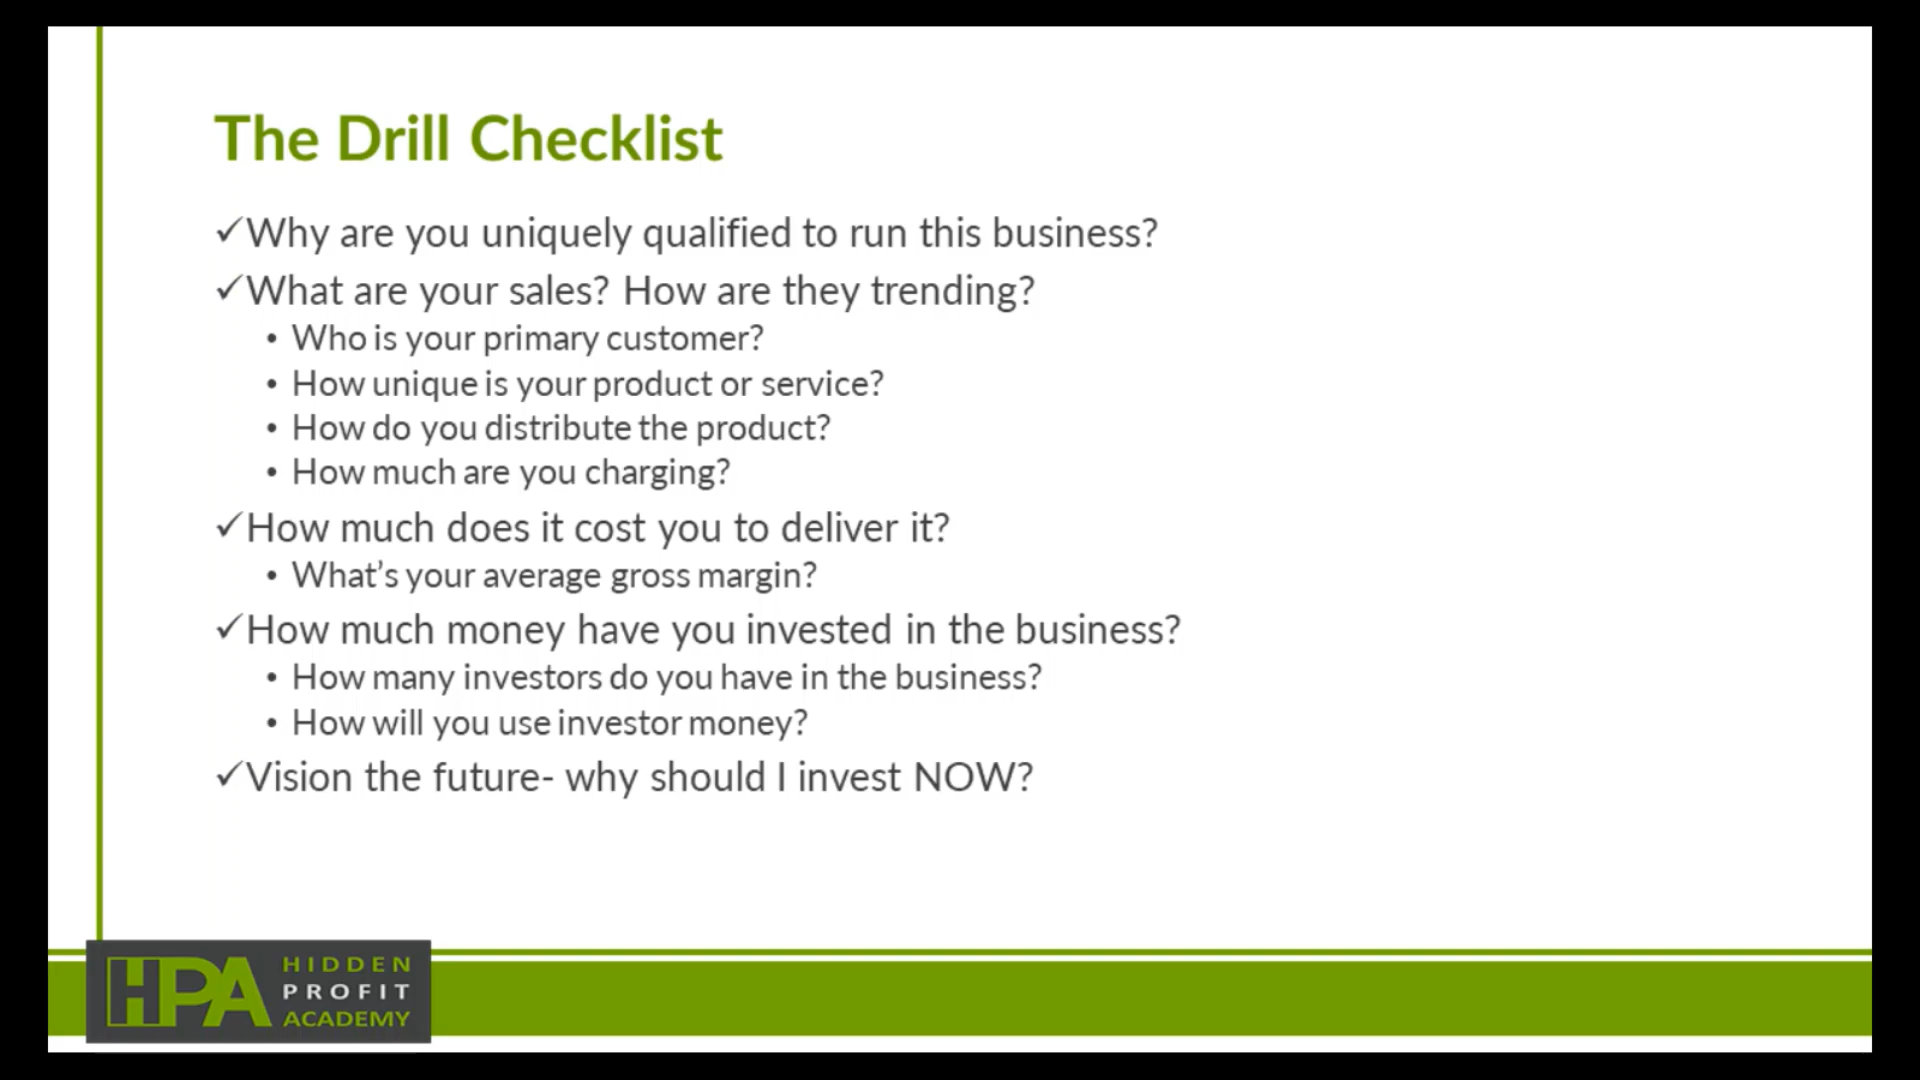 The Drill Checklist
✓Why are you uniquely qualified to run this business?
✓What are your sales? How are they trending?
• Who is your primary customer?
• How unique is your product or service?
• How do you distribute the product?
• How much are you charging?
✓How much does it cost you to deliver it?
• What’s your average gross margin?
✓How much money have you invested in the business?
• How many investors do you have in the business?
• How will you use investor money?
✓Vision the future- why should I invest NOW?
HPA
HIDDEN
PROFIT
ACADEMY